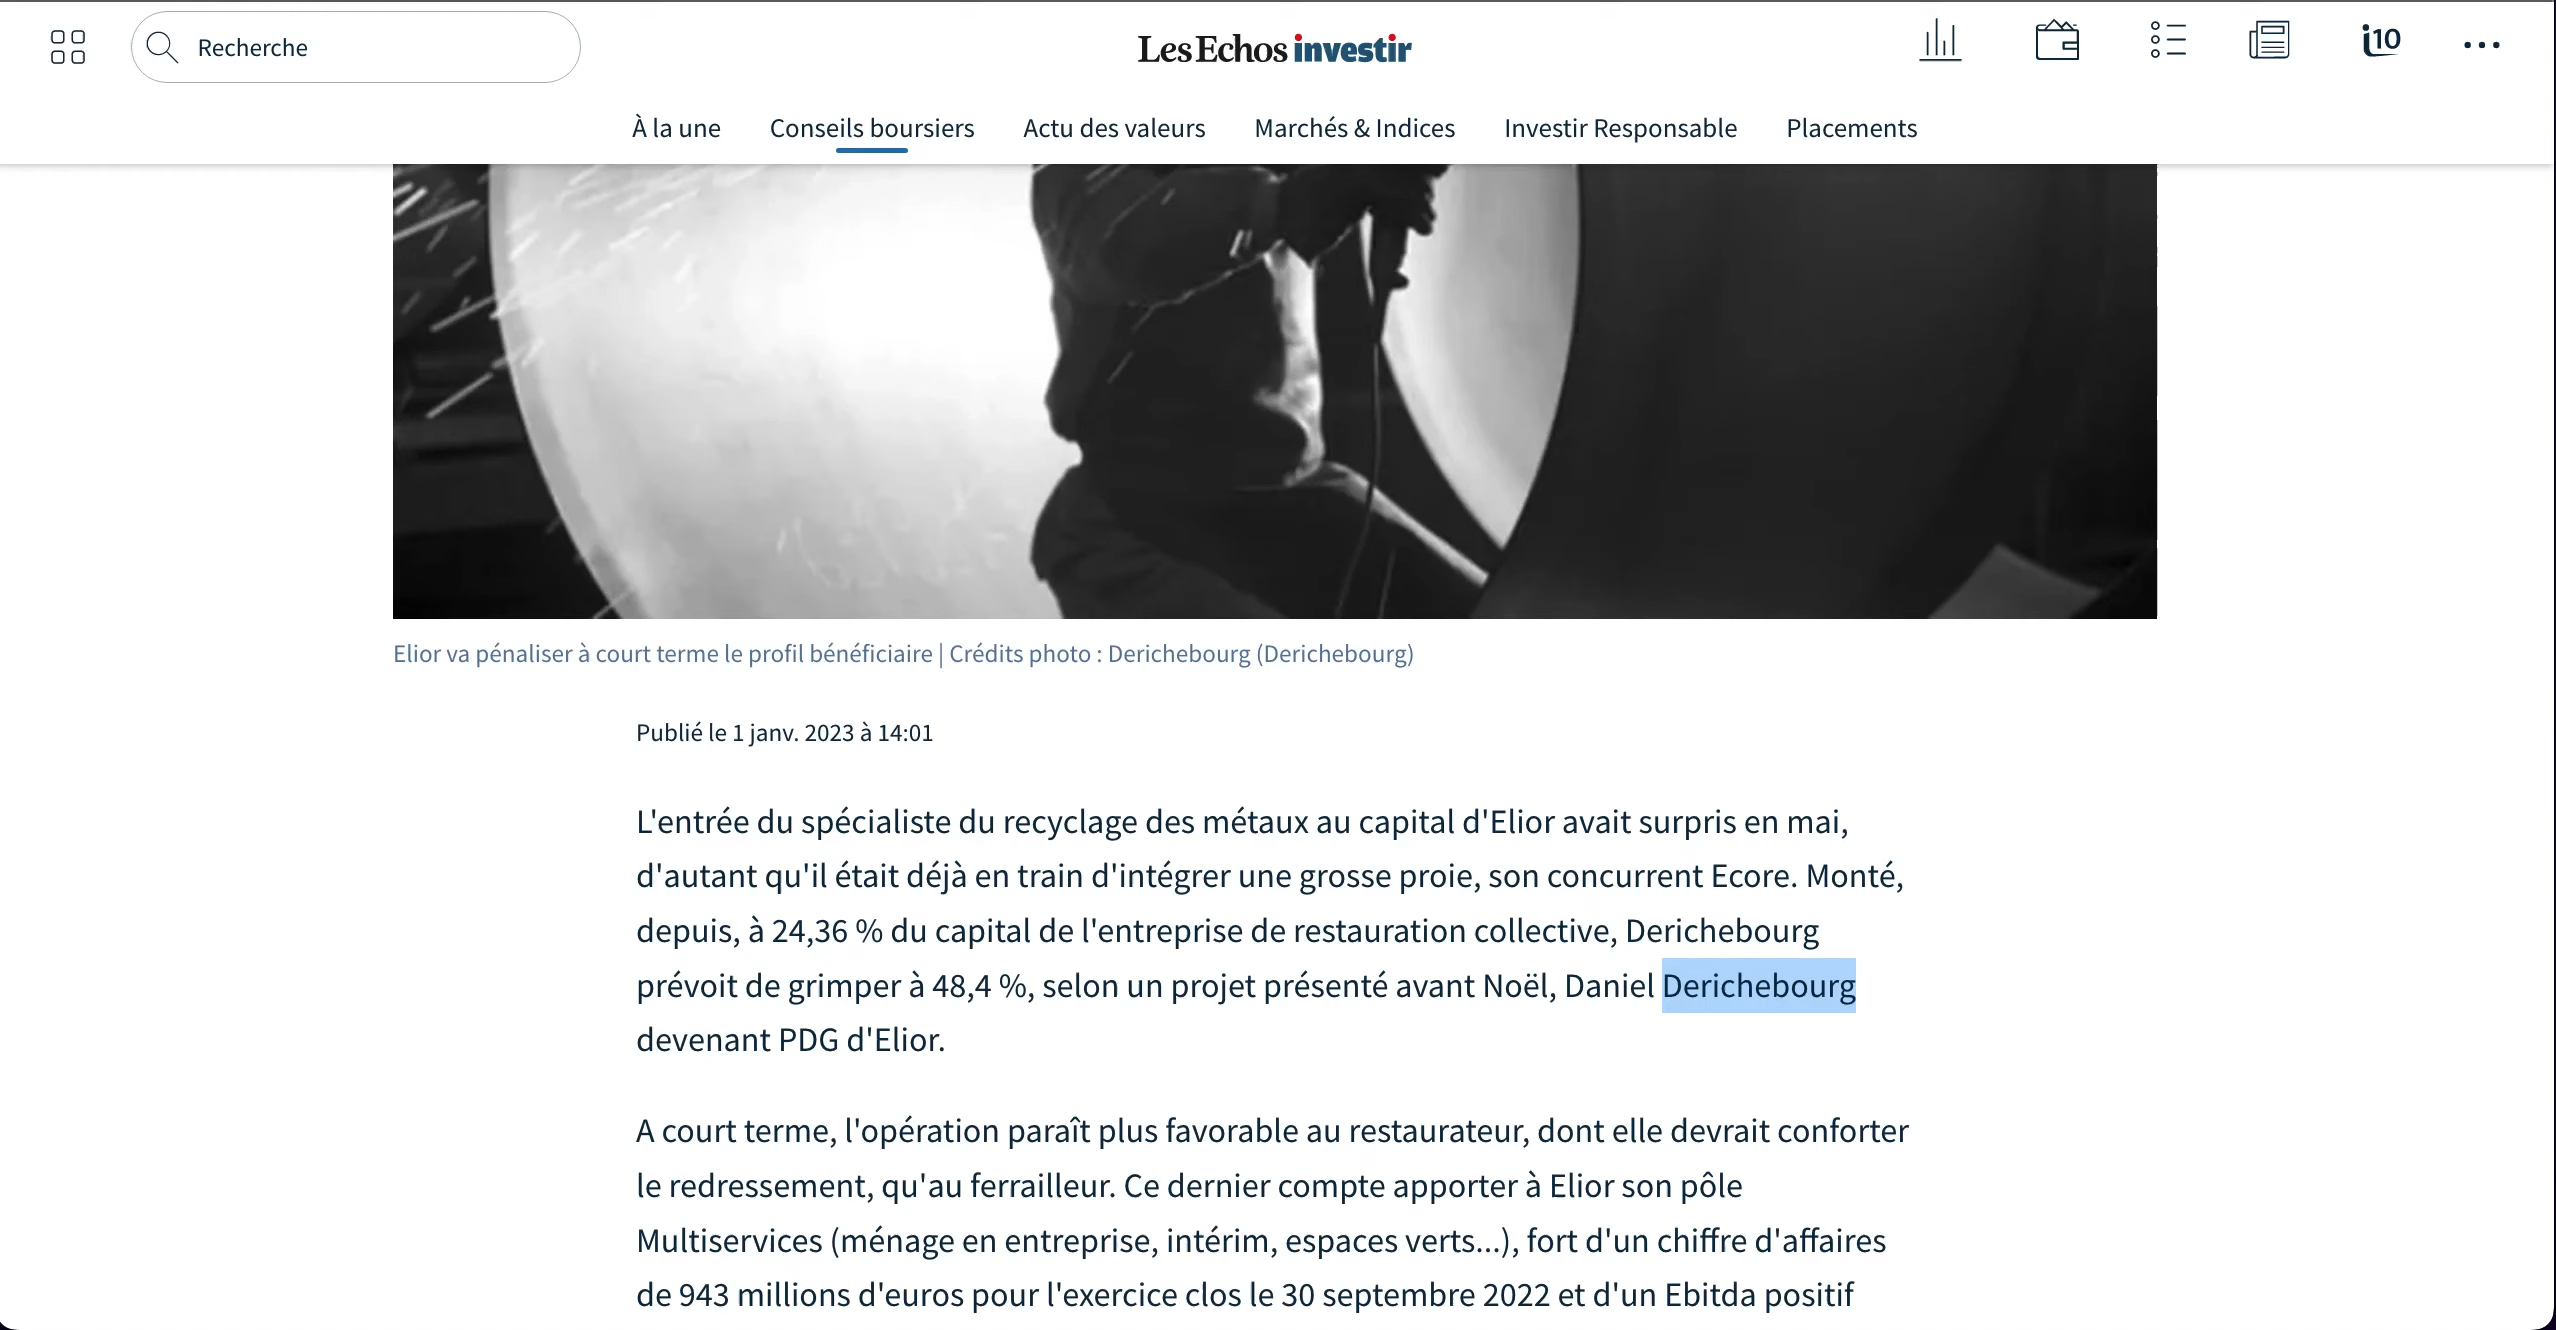 Recherche
Les Echos investir
i10
À la une
Conseils boursiers
Actu des valeurs
Marchés & Indices
Investir Responsable
Placements
Elior va pénaliser à court terme le profil bénéficiaire | Crédits photo : Derichebourg (Derichebourg)
Publié le 1 janv. 2023 à 14:01
L'entrée du spécialiste du recyclage des métaux au capital d'Elior avait surpris en mai,
d'autant qu'il était déjà en train d'intégrer une grosse proie, son concurrent Ecore. Monté,
depuis, à 24,36 % du capital de l'entreprise de restauration collective, Derichebourg
prévoit de grimper à 48,4 %, selon un projet présenté avant Noël, Daniel Derichebourg
devenant PDG d'Elior.
A court terme, l'opération paraît plus favorable au restaurateur, dont elle devrait conforter
le redressement, qu'au ferrailleur. Ce dernier compte apporter à Elior son pôle
Multiservices (ménage en entreprise, intérim, espaces verts...), fort d'un chiffre d'affaires
de 943 millions d'euros pour l'exercice clos le 30 septembre 2022 et d'un Ebitda positif